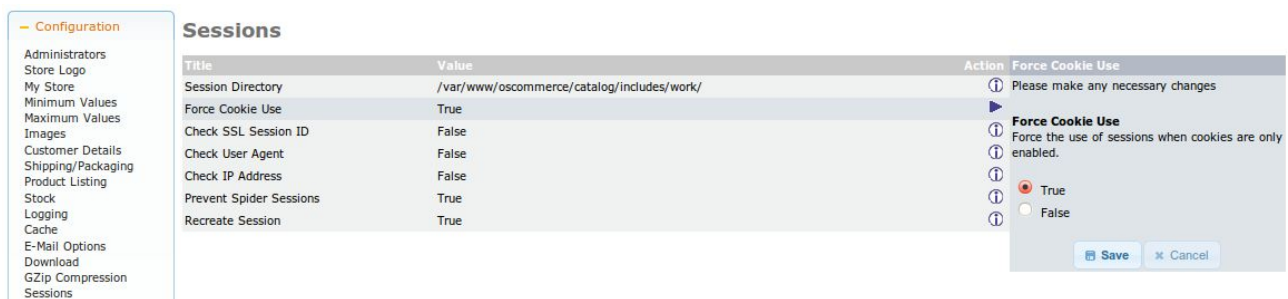 Configuration
Administrators
Store Logo
My Store
Minimum Values
Maximum Values
Images
Customer Details
Shipping/Packaging
Product Listing
Stock
Logging
Cache
E-Mail Options
Download
GZip Compression
Sessions
Sessions
Title Value Action
Session Directory /var/www/oscommerce/catalog/includes/work/
Force Cookie Use True
Check SSL Session ID False
Check User Agent False
Check IP Address False
Prevent Spider Sessions True
Recreate Session True
Force Cookie Use
Please make any necessary changes
Force Cookie Use
Force the use of sessions when cookies are only
enabled.
True
False
Save Cancel